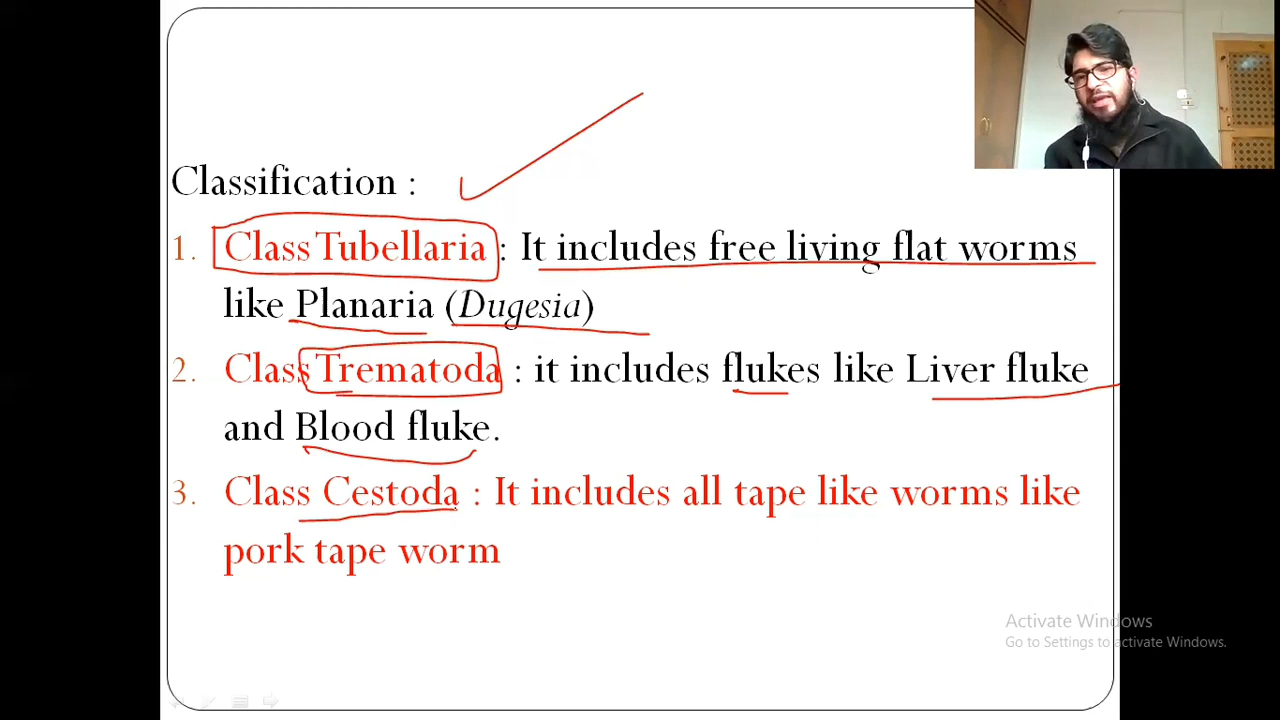 Classification :
1. Class Tubellaria : It includes free living flat worms
like Planaria (Dugesia)
2. Class Trematoda : it includes flukes like Liver fluke
and Blood fluke.
3. Class Cestoda : It includes all tape like worms like
pork tape worm
Activate Windows
Go to Settings to activate Windows.